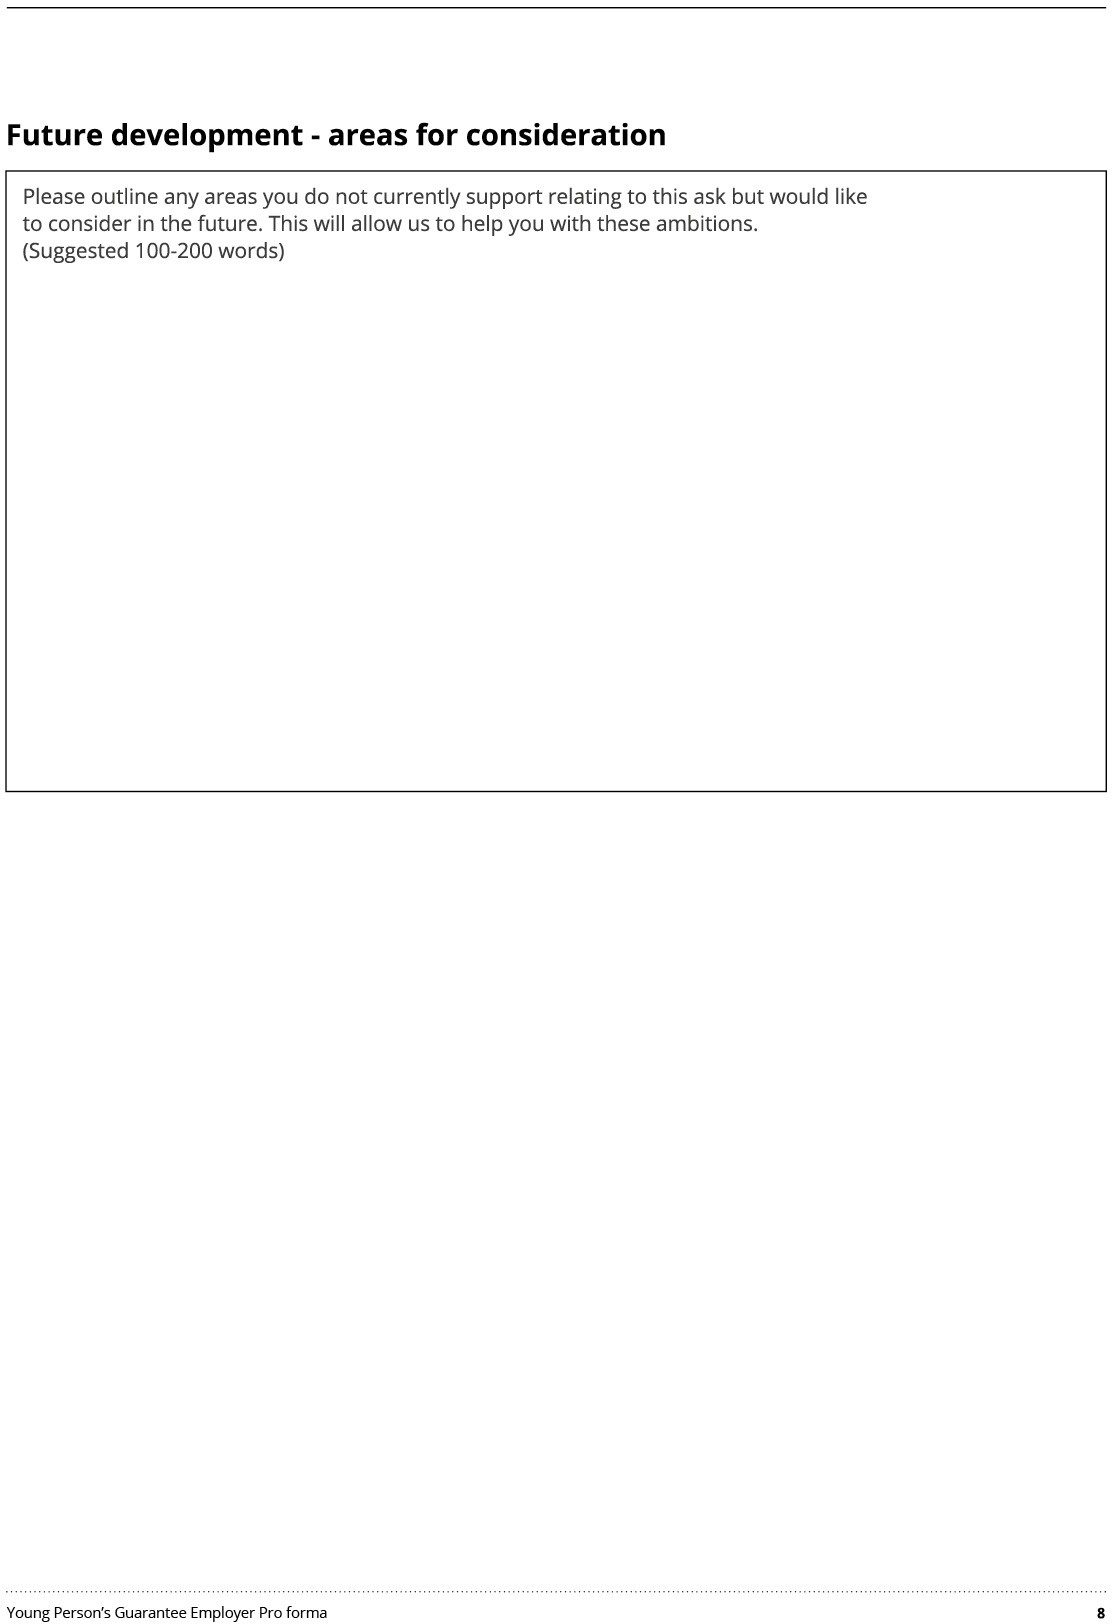 Future development - areas for consideration
Please outline any areas you do not currently support relating to this ask but would like
to consider in the future. This will allow us to help you with these ambitions.
(Suggested 100-200 words)
Young Person’s Guarantee Employer Pro forma
8